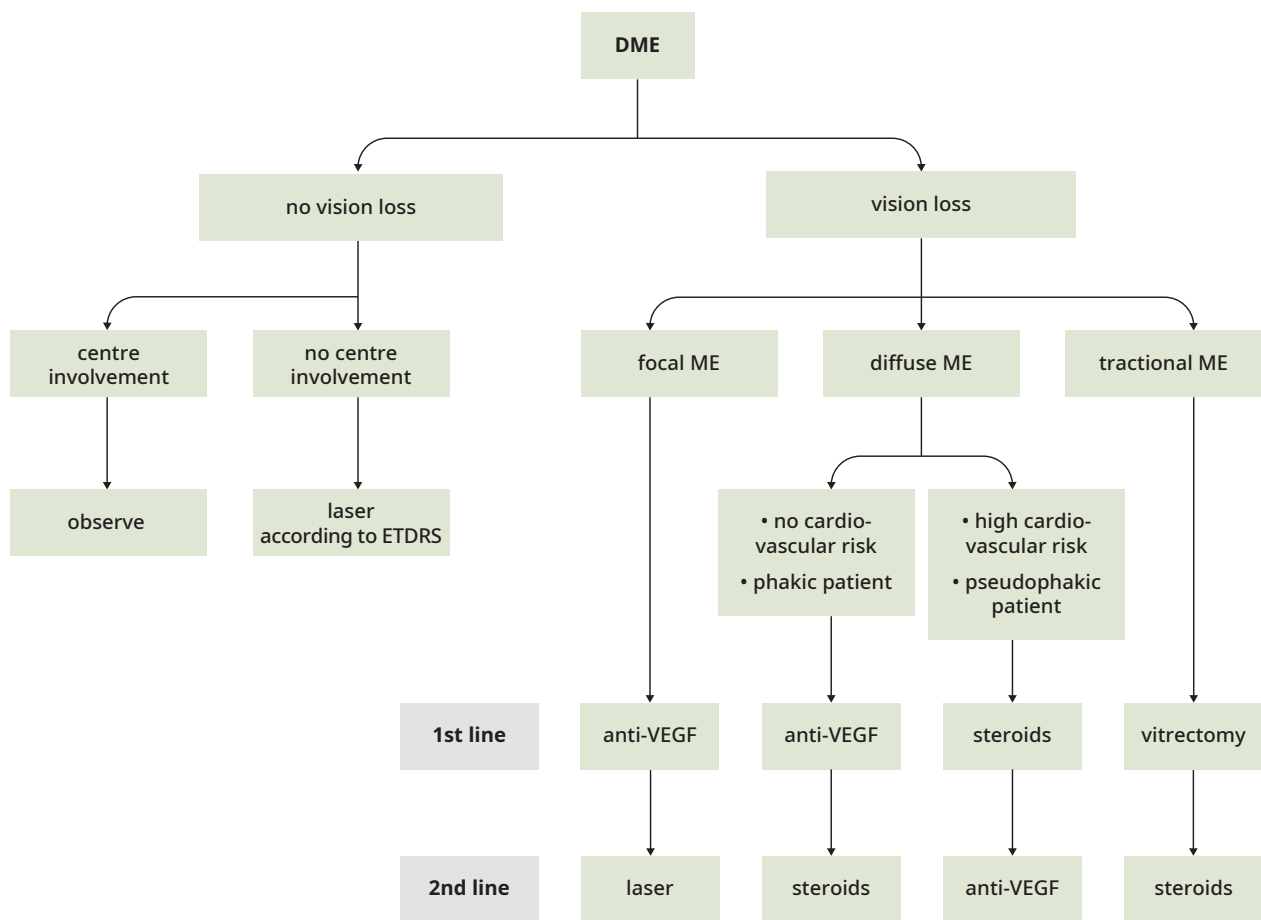 DME
no vision loss
vision loss
centre
involvement
no centre
involvement
focal ME
diffuse ME
tractional ME
observe
laser
according to ETDRS
• no cardio-
vascular risk
• phakic patient
• high cardio-
vascular risk
• pseudophakic
patient
1st line
anti-VEGF
anti-VEGF
steroids
vitrectomy
2nd line
laser
steroids
anti-VEGF
steroids